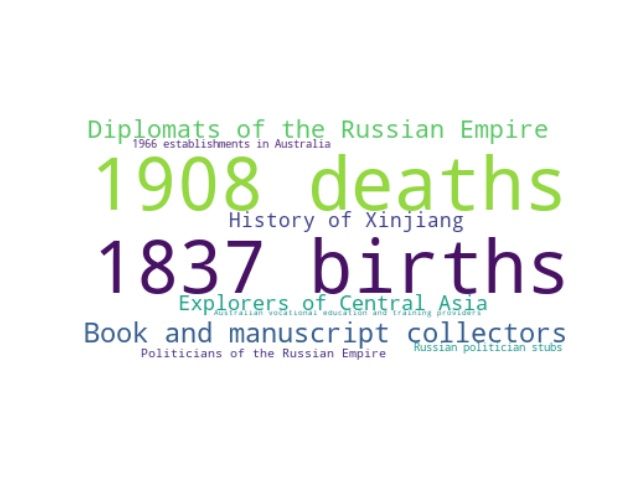 Diplomats of the Russian Empire
1966 establishments in Australia
1908 deaths
History of Xinjiang
1837 births
Explorers of Central Asia
Australian vocational education and training providers
Book and manuscript collectors
Russian politician stubs
Politicians of the Russian Empire